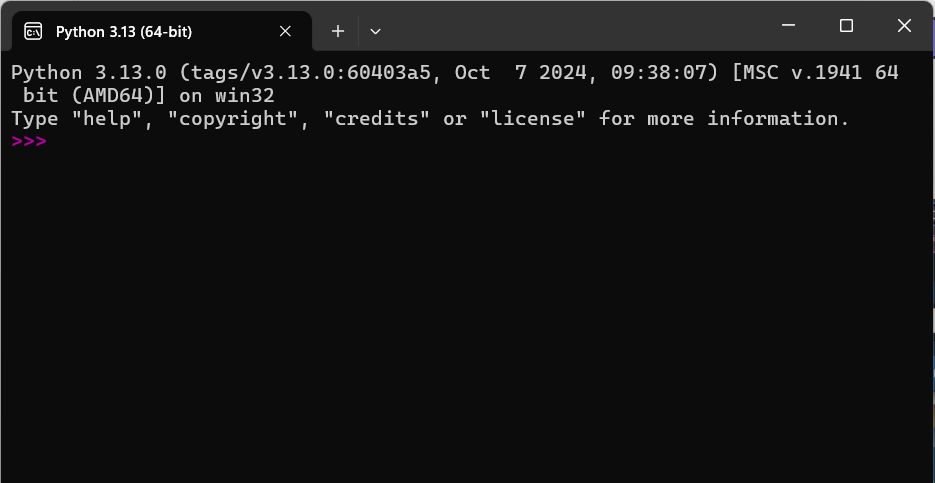 Python 3.13 (64-bit)
Python 3.13.0 (tags/v3.13.0:60403a5, Oct  7 2024, 09:38:07) [MSC v.1941 64
 bit (AMD64)] on win32
Type "help", "copyright", "credits" or "license" for more information.
>>>